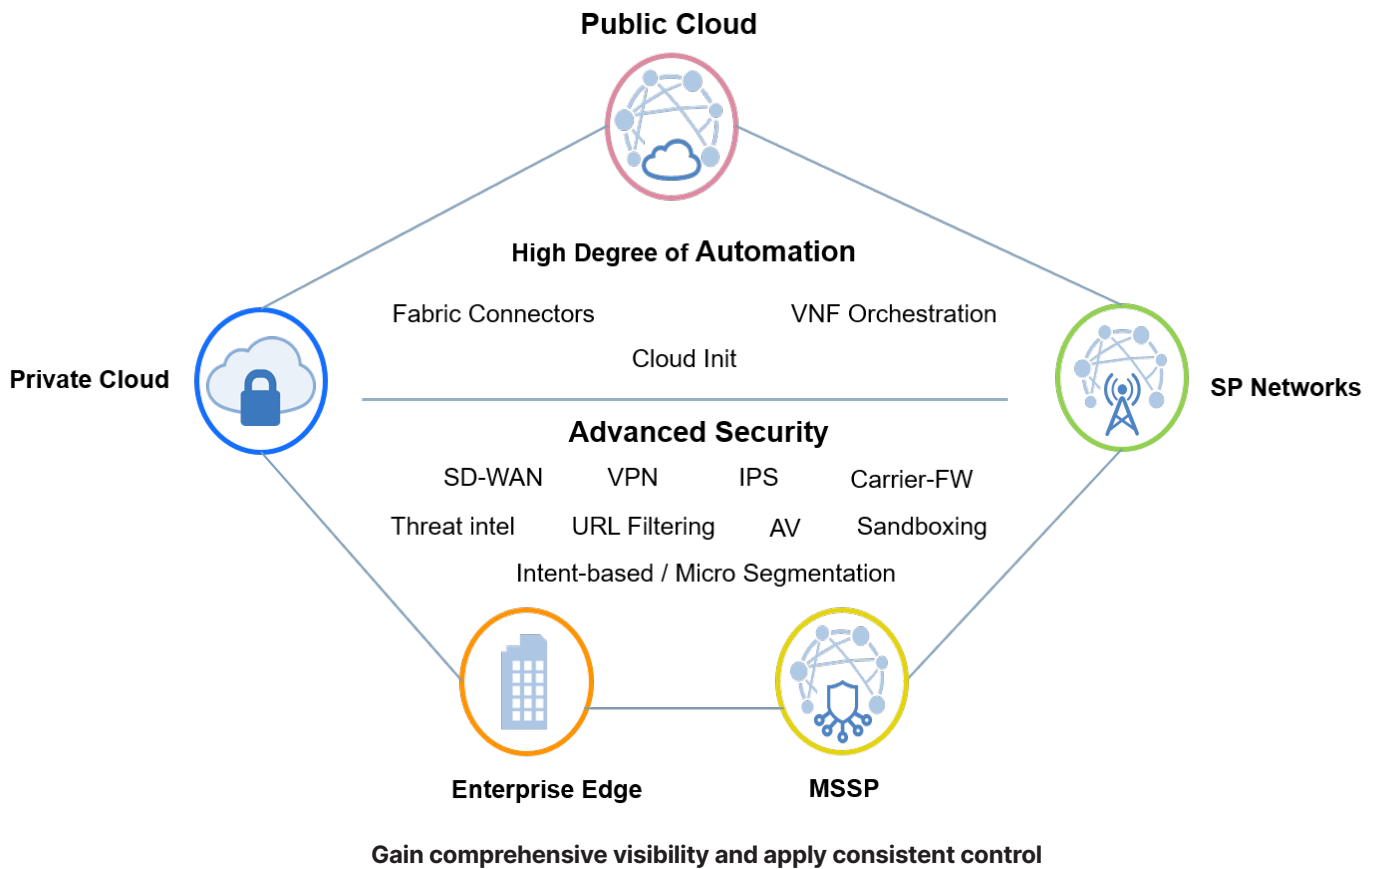 Public Cloud
High Degree of Automation
Fabric Connectors
VNF Orchestration
Cloud Init
Private Cloud
SP Networks
Advanced Security
SD-WAN
VPN
IPS
Carrier-FW
Threat intel
URL Filtering
AV
Sandboxing
Intent-based / Micro Segmentation
Enterprise Edge
MSSP
Gain comprehensive visibility and apply consistent control